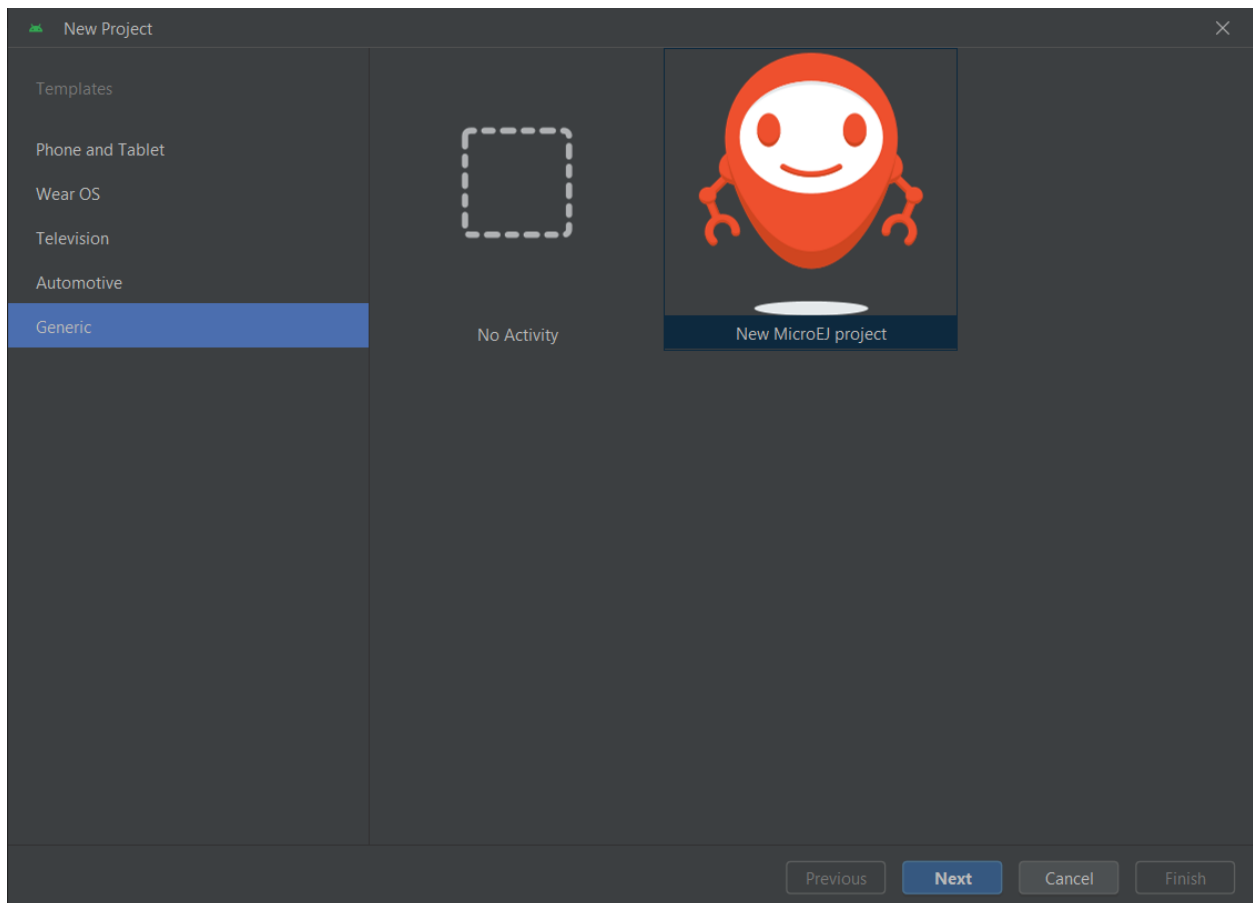 New Project
Templates
Phone and Tablet
Wear OS
Television
Automotive
Generic
No Activity
New MicroEJ project
Previous
Next
Cancel
Finish